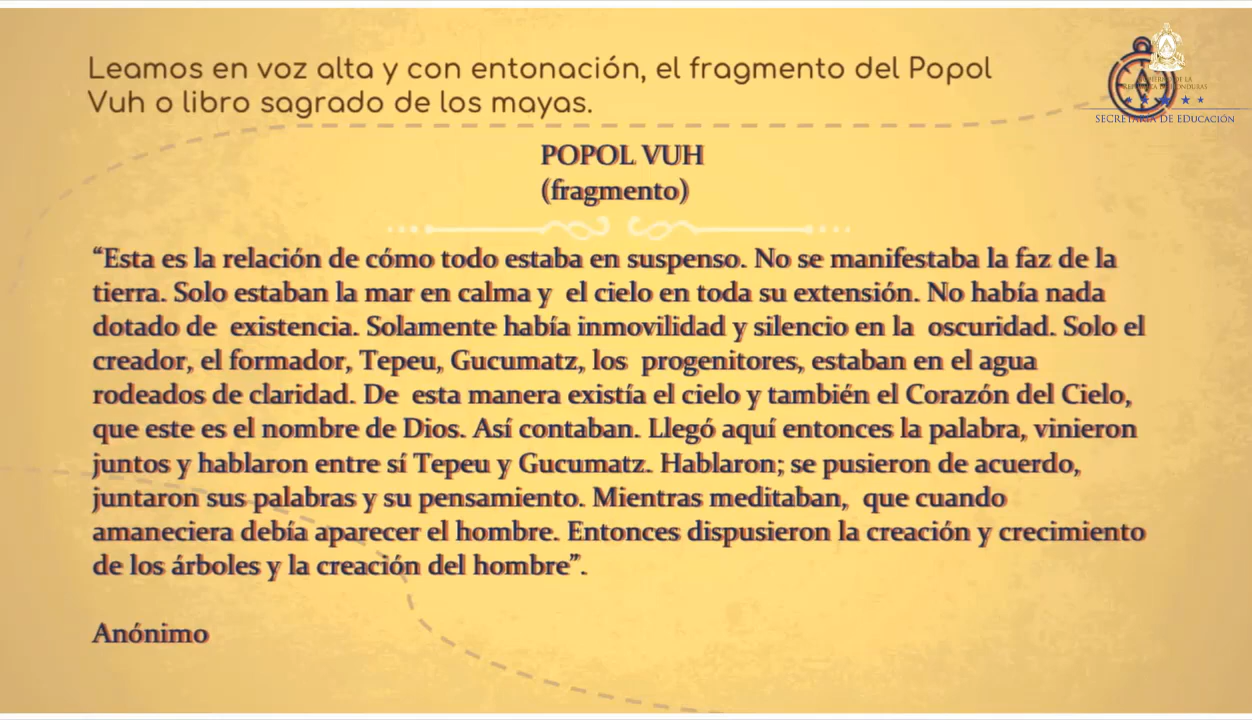 Leamos en voz alta y con entonación, el fragmento del Popol
Vuh o libro sagrado de los mayas.
SECRETARÍA DE EDUCACIÓN
POPOL VUH
(fragmento)
“Esta es la relación de cómo todo estaba en suspenso. No se manifestaba la faz de la
tierra. Solo estaban la mar en calma y el cielo en toda su extensión. No había nada
dotado de existencia. Solamente había inmovilidad y silencio en la oscuridad. Solo el
creador, el formador, Tepeu, Gucumatz, los progenitores, estaban en el agua
rodeados de claridad. De esta manera existía el cielo y también el Corazón del Cielo,
que este es el nombre de Dios. Así contaban. Llegó aquí entonces la palabra, vinieron
juntos y hablaron entre sí Tepeu y Gucumatz. Hablaron; se pusieron de acuerdo,
juntaron sus palabras y su pensamiento. Mientras meditaban, que cuando
amaneciera debía aparecer el hombre. Entonces dispusieron la creación y crecimiento
de los árboles y la creación del hombre”.
Anónimo